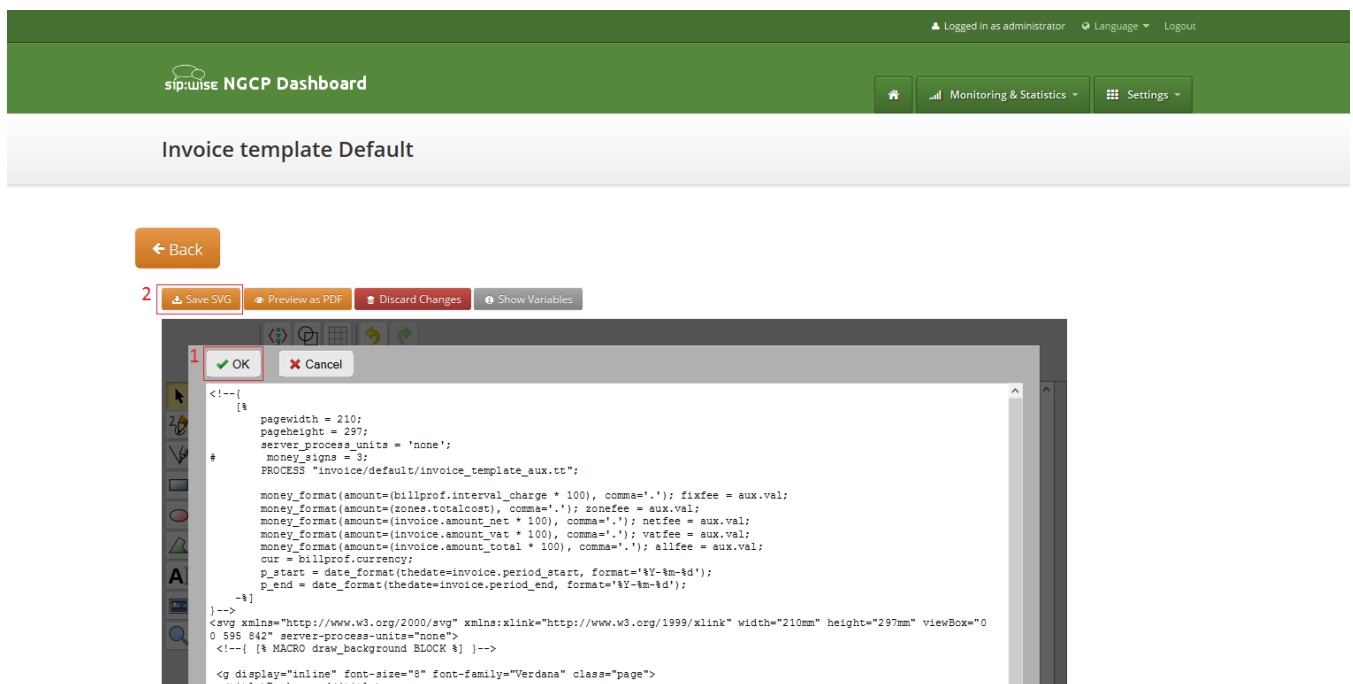 Logged in as administrator Language Logout
sip:wise NGCP Dashboard
Monitoring & Statistics Settings
Invoice template Default
Back
2 Save SVG Preview as PDF Discard Changes Show Variables
1 OK Cancel
<!--{
[%
pagewidth = 210;
pageheight = 297;
server_process_units = 'none';
# money_signs = 3;
PROCESS "invoice/default/invoice_template_aux.tt";
money_format(amount=(billprof.interval_charge * 100), comma='.'); fixfee = aux.val;
money_format(amount=(zones.totalcost), comma='.'); zonefee = aux.val;
money_format(amount=(invoice.amount_net * 100), comma='.'); netfee = aux.val;
money_format(amount=(invoice.amount_vat * 100), comma='.'); vatfee = aux.val;
money_format(amount=(invoice.amount_total * 100), comma='.'); allfee = aux.val;
cur = billprof.currency;
p_start = date_format(thedate=invoice.period_start, format='%Y-%m-%d');
p_end = date_format(thedate=invoice.period_end, format='%Y-%m-%d');
-%]
}-->
<svg xmlns="http://www.w3.org/2000/svg" xmlns:xlink="http://www.w3.org/1999/xlink" width="210mm" height="297mm" viewBox="0
0 595 842" server-process-units="none">
<!--{ [% MACRO draw_background BLOCK %] }-->
<g display="inline" font-size="8" font-family="Verdana" class="page">